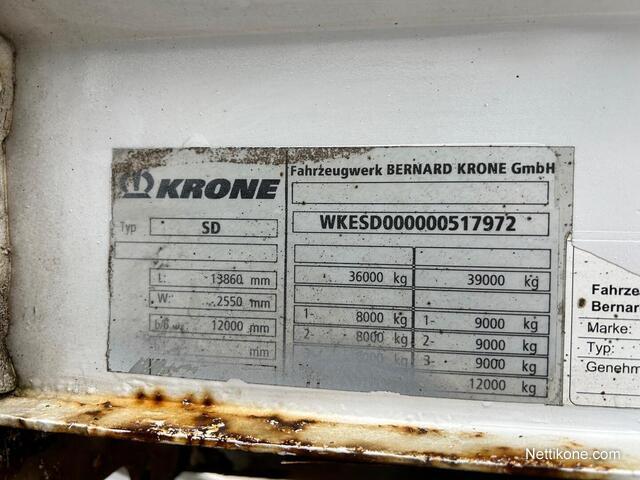 KRONE
Fahrzeugwerk BERNARD KRONE GmbH
Typ SD
WKESD000000517972
L: 13860 mm
W: 2550 mm
12000 mm
mm
36000 kg 39000 kg
1- 8000 kg 1- 9000 kg
2- 8000 kg 2- 9000 kg
kg 3- 9000 kg
12000 kg
Fahrze
Bernar
Marke:
Typ:
Genehm
Nettikone.com